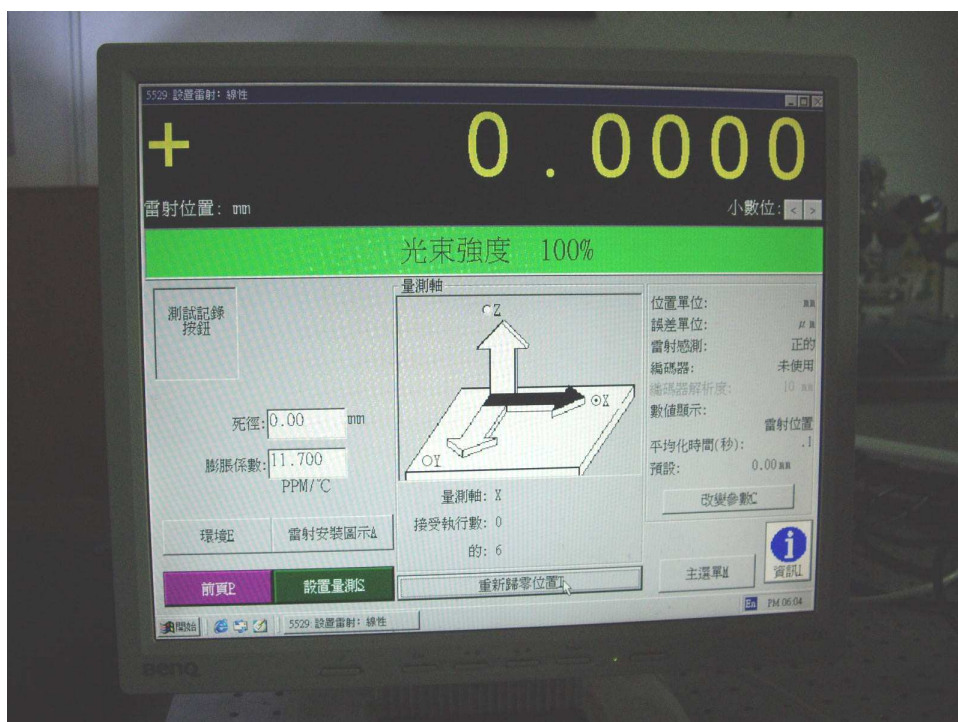 5529 設置雷射: 線性
+ 0.0000
雷射位置: mm
小數位: < >
光束強度 100%
測試記錄
按鈕
死徑: 0.00 mm
膨脹係數: 11.700
PPM/°C
環境E
雷射安裝圖示A
前頁P
設置量測S
量測軸
Z
X
Y
量測軸: X
接受執行數: 0
的: 6
重新歸零位置
位置單位: mm
誤差單位: μm
雷射感測: 正的
編碼器: 未使用
編碼器解析度: 10 mm
數值顯示:
雷射位置
平均化時間(秒): .1
預設: 0.00 mm
改變參數C
主選單M
i
資訊I
開始
5529 設置雷射: 線性
En PM 06:04
BenQ